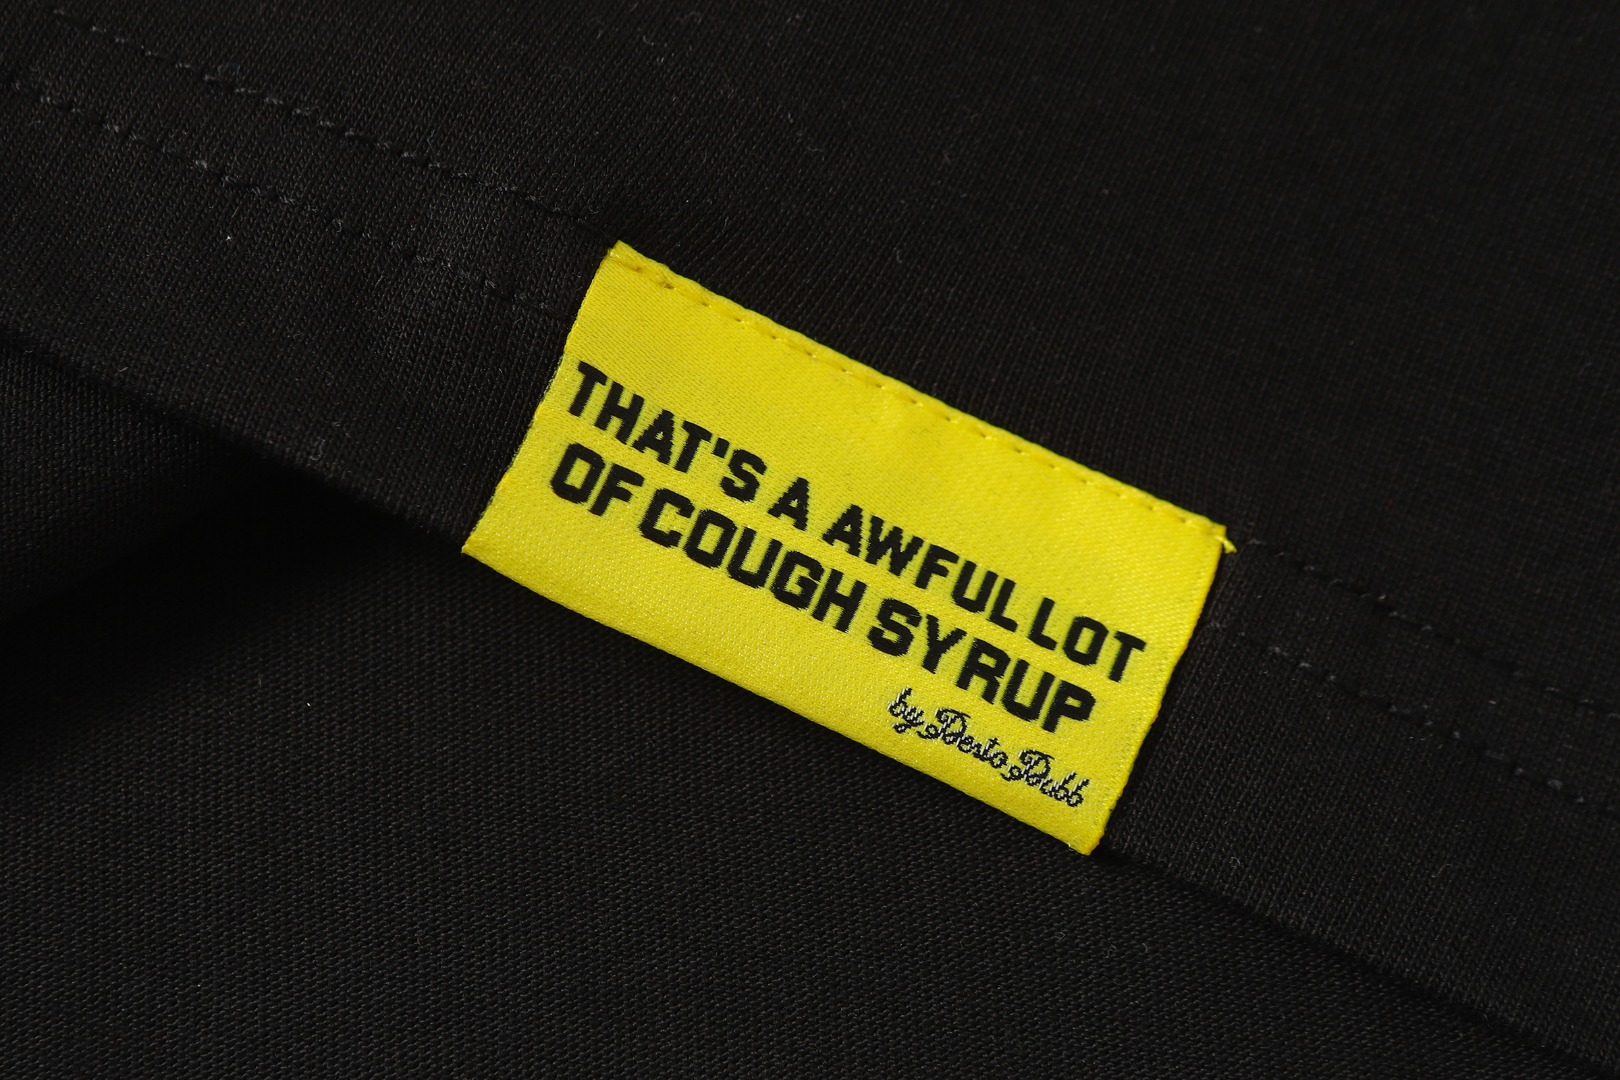 THAT'S A AWFUL LOT
OF COUGH SYRUP
by Desto Dubb